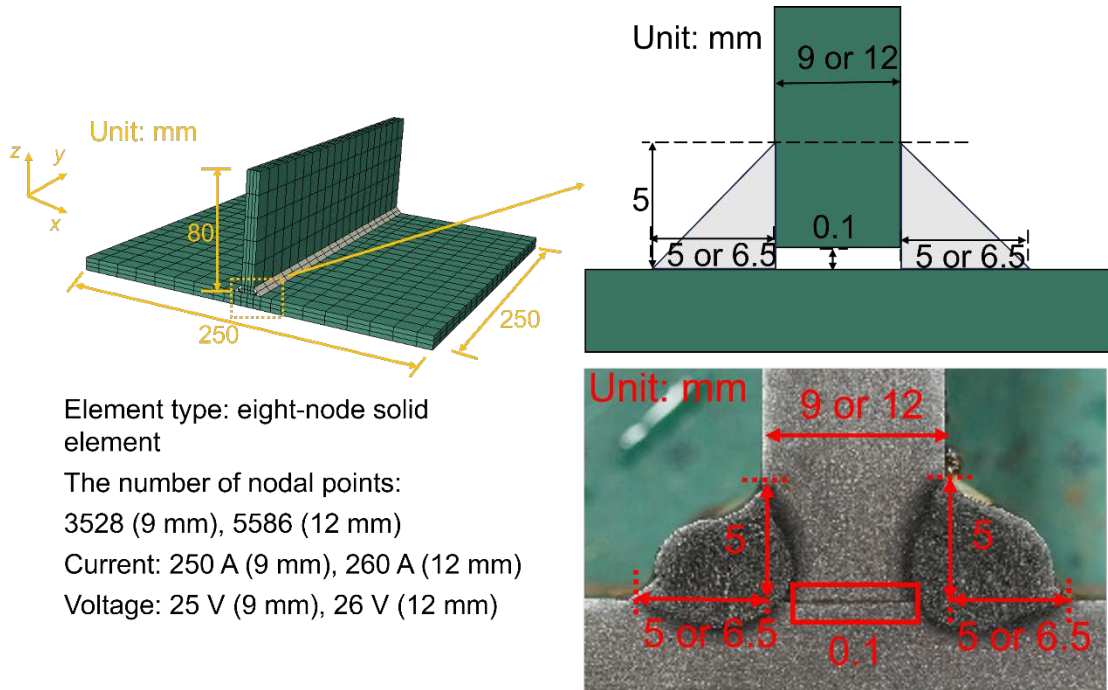 Unit: mm
z
y
x
80
250
250
Element type: eight-node solid
element
The number of nodal points:
3528 (9 mm), 5586 (12 mm)
Current: 250 A (9 mm), 260 A (12 mm)
Voltage: 25 V (9 mm), 26 V (12 mm)
Unit: mm
9 or 12
5
0.1
5 or 6.5
5 or 6.5
Unit: mm
9 or 12
5
5
5 or 6.5
0.1
5 or 6.5